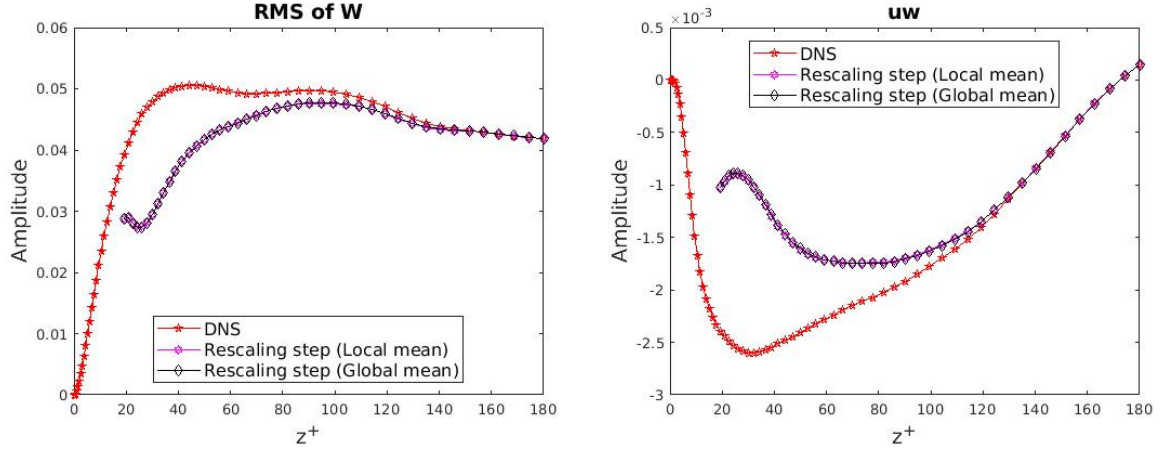 RMS of W
0.06
0.05
0.04
0.03
0.02
0.01
0
Amplitude
DNS
Rescaling step (Local mean)
Rescaling step (Global mean)
0 20 40 60 80 100 120 140 160 180
z+
uw
×10-3
0.5
0
-0.5
-1
-1.5
-2
-2.5
-3
Amplitude
DNS
Rescaling step (Local mean)
Rescaling step (Global mean)
0 20 40 60 80 100 120 140 160 180
z+